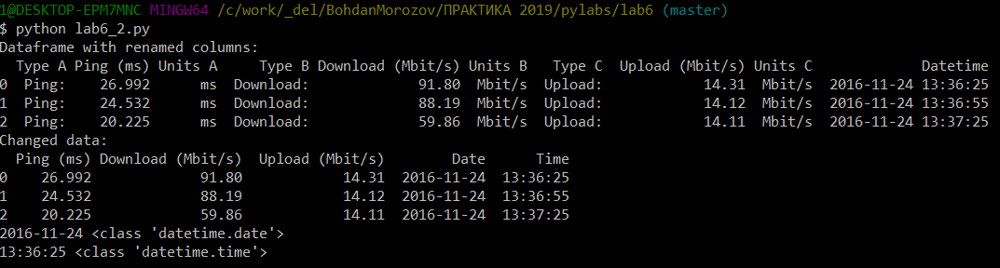 1@DESKTOP-EPM7MNC MINGW64 /c/work/_del/BohdanMorozov/ПРАКТИКА 2019/pylabs/lab6 (master)
$ python lab6_2.py
Dataframe with renamed columns:
  Type A Ping (ms) Units A     Type B Download (Mbit/s) Units B   Type C  Upload (Mbit/s) Units C            Datetime
0  Ping:    26.992      ms  Download:             91.80  Mbit/s  Upload:            14.31  Mbit/s  2016-11-24 13:36:25
1  Ping:    24.532      ms  Download:             88.19  Mbit/s  Upload:            14.12  Mbit/s  2016-11-24 13:36:55
2  Ping:    20.225      ms  Download:             59.86  Mbit/s  Upload:            14.11  Mbit/s  2016-11-24 13:37:25
Changed data:
  Ping (ms) Download (Mbit/s)  Upload (Mbit/s)        Date      Time
0    26.992             91.80            14.31  2016-11-24  13:36:25
1    24.532             88.19            14.12  2016-11-24  13:36:55
2    20.225             59.86            14.11  2016-11-24  13:37:25
2016-11-24 <class 'datetime.date'>
13:36:25 <class 'datetime.time'>